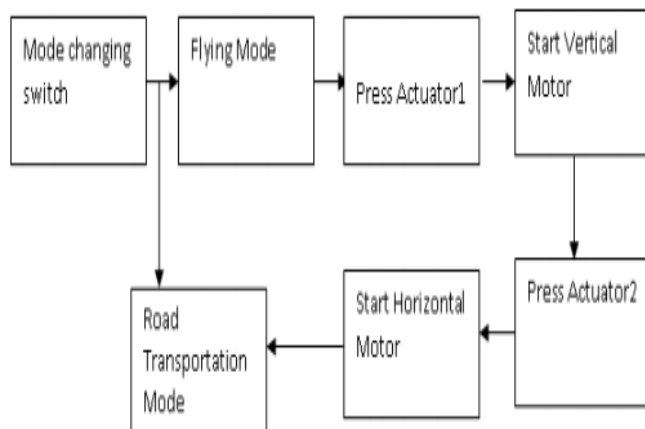 Mode changing
switch
Flying Mode
Press Actuator1
Start Vertical
Motor
Press Actuator2
Start Horizontal
Motor
Road
Transportation
Mode